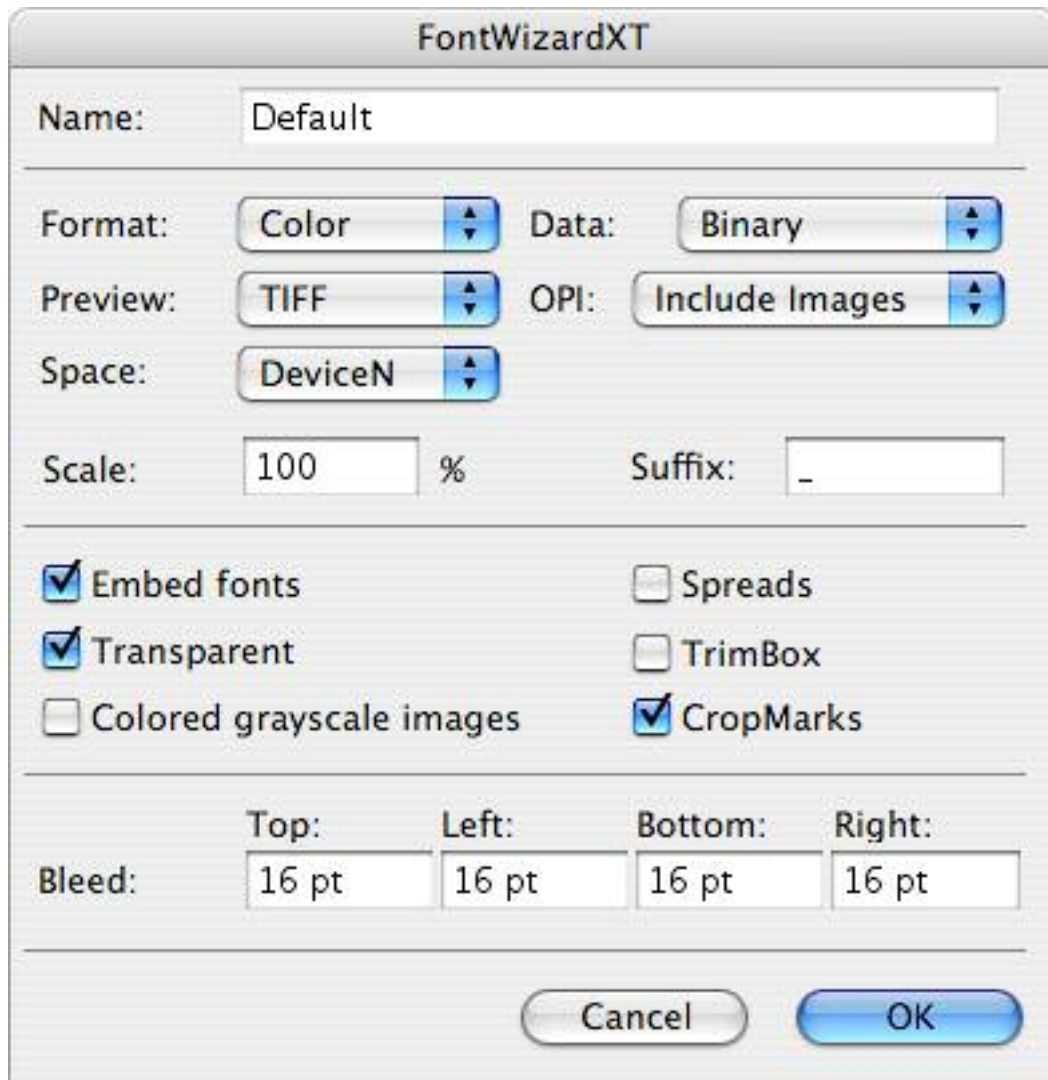 FontWizardXT
Name: Default
Format: Color Data: Binary
Preview: TIFF OPI: Include Images
Space: DeviceN
Scale: 100 % Suffix: _
Embed fonts Spreads
Transparent TrimBox
Colored grayscale images CropMarks
Top: Left: Bottom: Right:
Bleed: 16 pt 16 pt 16 pt 16 pt
Cancel OK